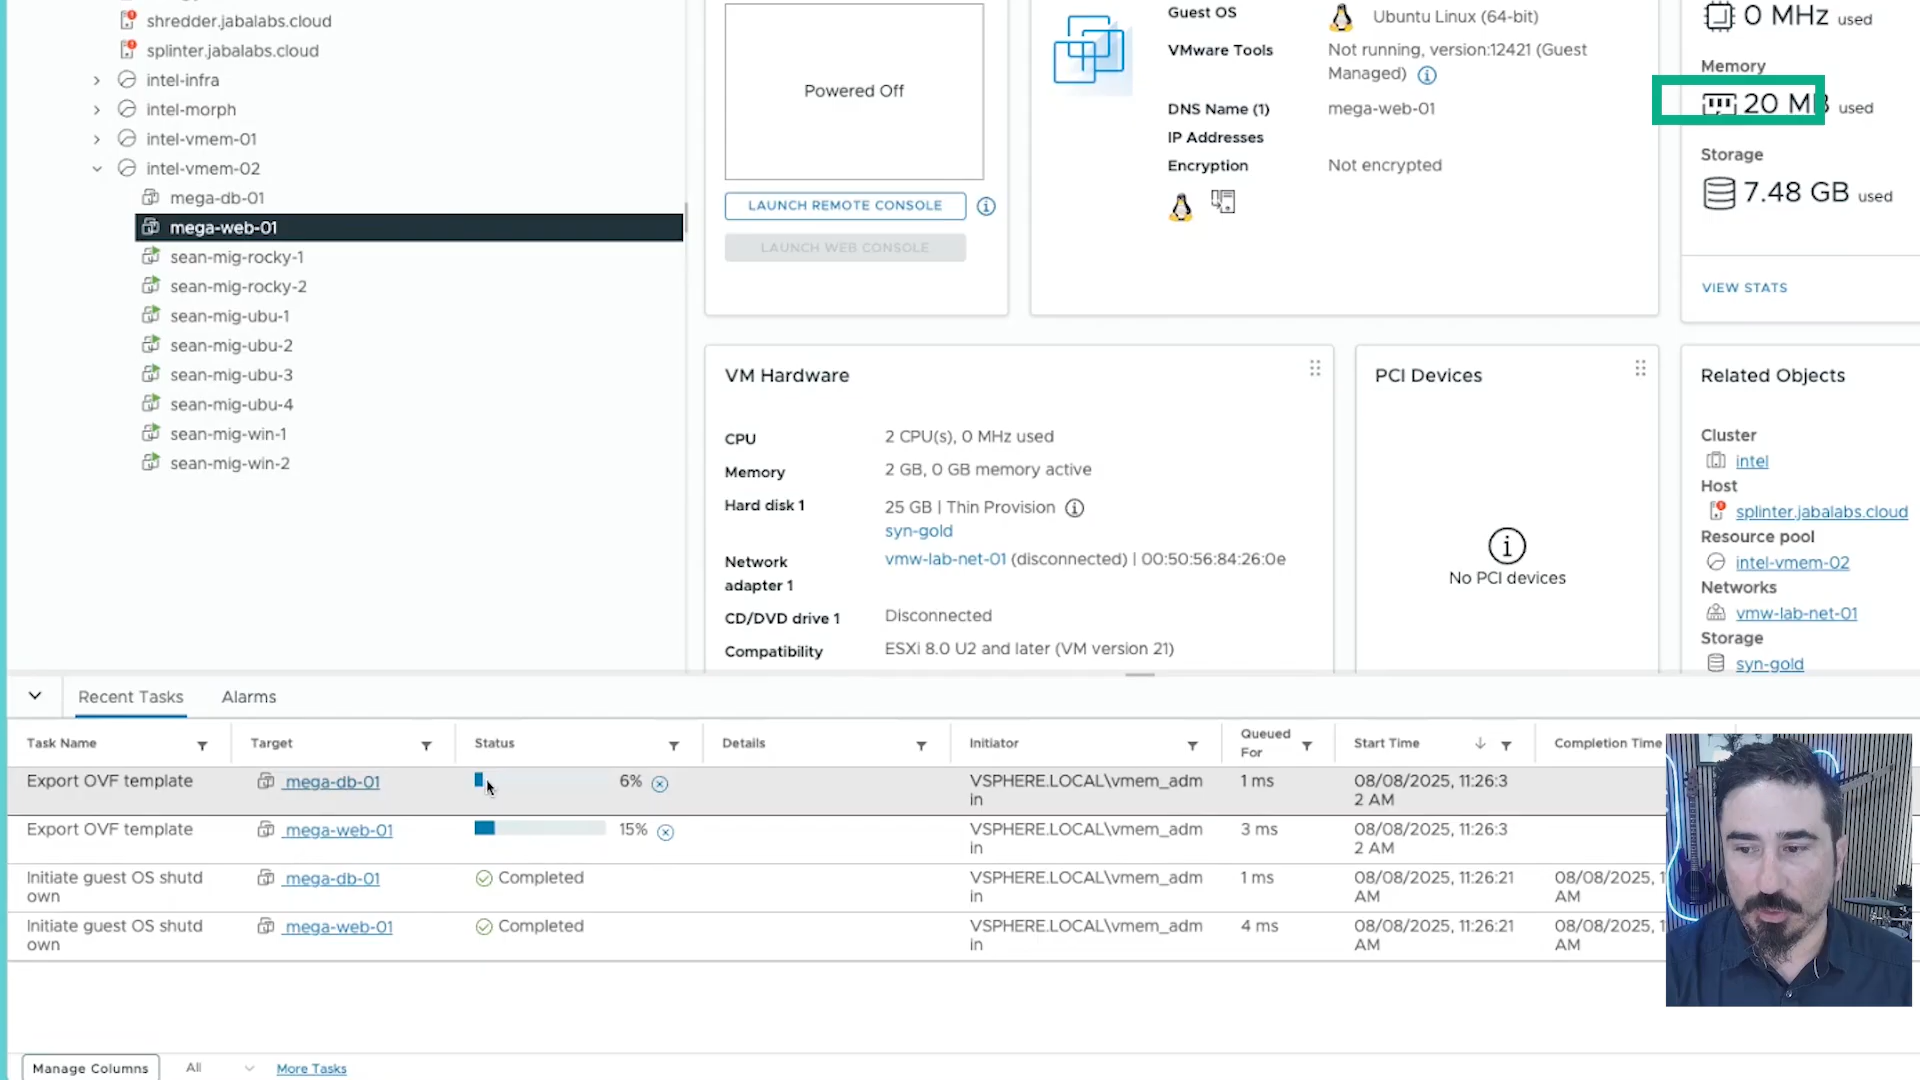 shredder.jabalabs.cloud
splinter.jabalabs.cloud
intel-infra
intel-morph
intel-vmem-01
intel-vmem-02
mega-db-01
mega-web-01
sean-mig-rocky-1
sean-mig-rocky-2
sean-mig-ubu-1
sean-mig-ubu-2
sean-mig-ubu-3
sean-mig-ubu-4
sean-mig-win-1
sean-mig-win-2
Powered Off
LAUNCH REMOTE CONSOLE
LAUNCH WEB CONSOLE
Guest OS Ubuntu Linux (64-bit)
VMware Tools Not running, version:12421 (Guest
Managed)
DNS Name (1) mega-web-01
IP Addresses
Encryption Not encrypted
0 MHz used
Memory
20 MB used
Storage
7.48 GB used
VIEW STATS
VM Hardware
CPU 2 CPU(s), 0 MHz used
Memory 2 GB, 0 GB memory active
Hard disk 1 25 GB | Thin Provision
syn-gold
Network vmw-lab-net-01 (disconnected) | 00:50:56:84:26:0e
adapter 1
CD/DVD drive 1 Disconnected
Compatibility ESXi 8.0 U2 and later (VM version 21)
PCI Devices
No PCI devices
Related Objects
Cluster
intel
Host
splinter.jabalabs.cloud
Resource pool
intel-vmem-02
Networks
vmw-lab-net-01
Storage
syn-gold
Recent Tasks Alarms
Task Name Target Status Details Initiator Queued For Start Time Completion Time
Export OVF template mega-db-01 6% VSPHERE.LOCAL\vmem_adm 1 ms 08/08/2025, 11:26:3
in 2 AM
Export OVF template mega-web-01 15% VSPHERE.LOCAL\vmem_adm 3 ms 08/08/2025, 11:26:3
in 2 AM
Initiate guest OS shutd mega-db-01 Completed VSPHERE.LOCAL\vmem_adm 1 ms 08/08/2025, 11:26:21 08/08/2025, 1
own in AM AM
Initiate guest OS shutd mega-web-01 Completed VSPHERE.LOCAL\vmem_adm 4 ms 08/08/2025, 11:26:21 08/08/2025, 1
own in AM AM
Manage Columns All More Tasks